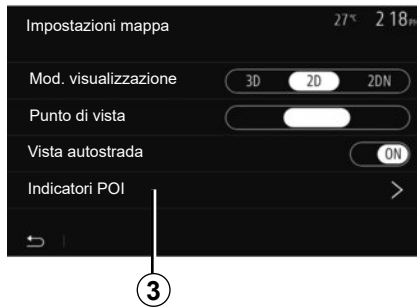 Impostazioni mappa 27℃ 2 18 PM
Mod. visualizzazione 3D 2D 2DN
Punto di vista
Vista autostrada ON
Indicatori POI >
3